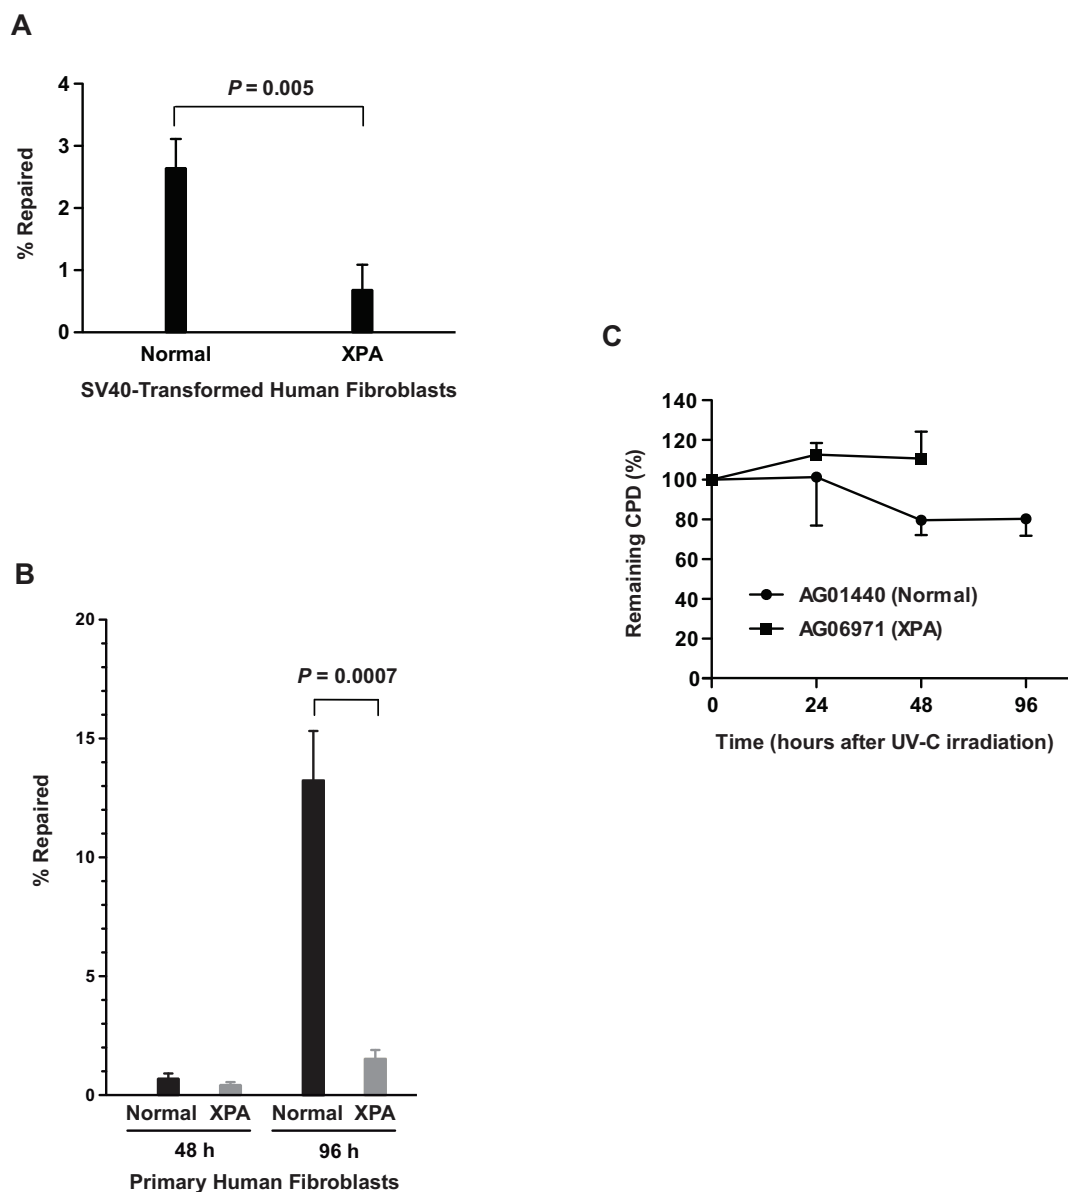 A
4
3
2
1
0
% Repaired
P = 0.005
Normal XPA
SV40-Transformed Human Fibroblasts
B
20
15
10
5
0
% Repaired
P = 0.0007
Normal XPA Normal XPA
48 h 96 h
Primary Human Fibroblasts
C
140
120
100
80
60
40
20
0
Remaining CPD (%)
AG01440 (Normal)
AG06971 (XPA)
0 24 48 96
Time (hours after UV-C irradiation)